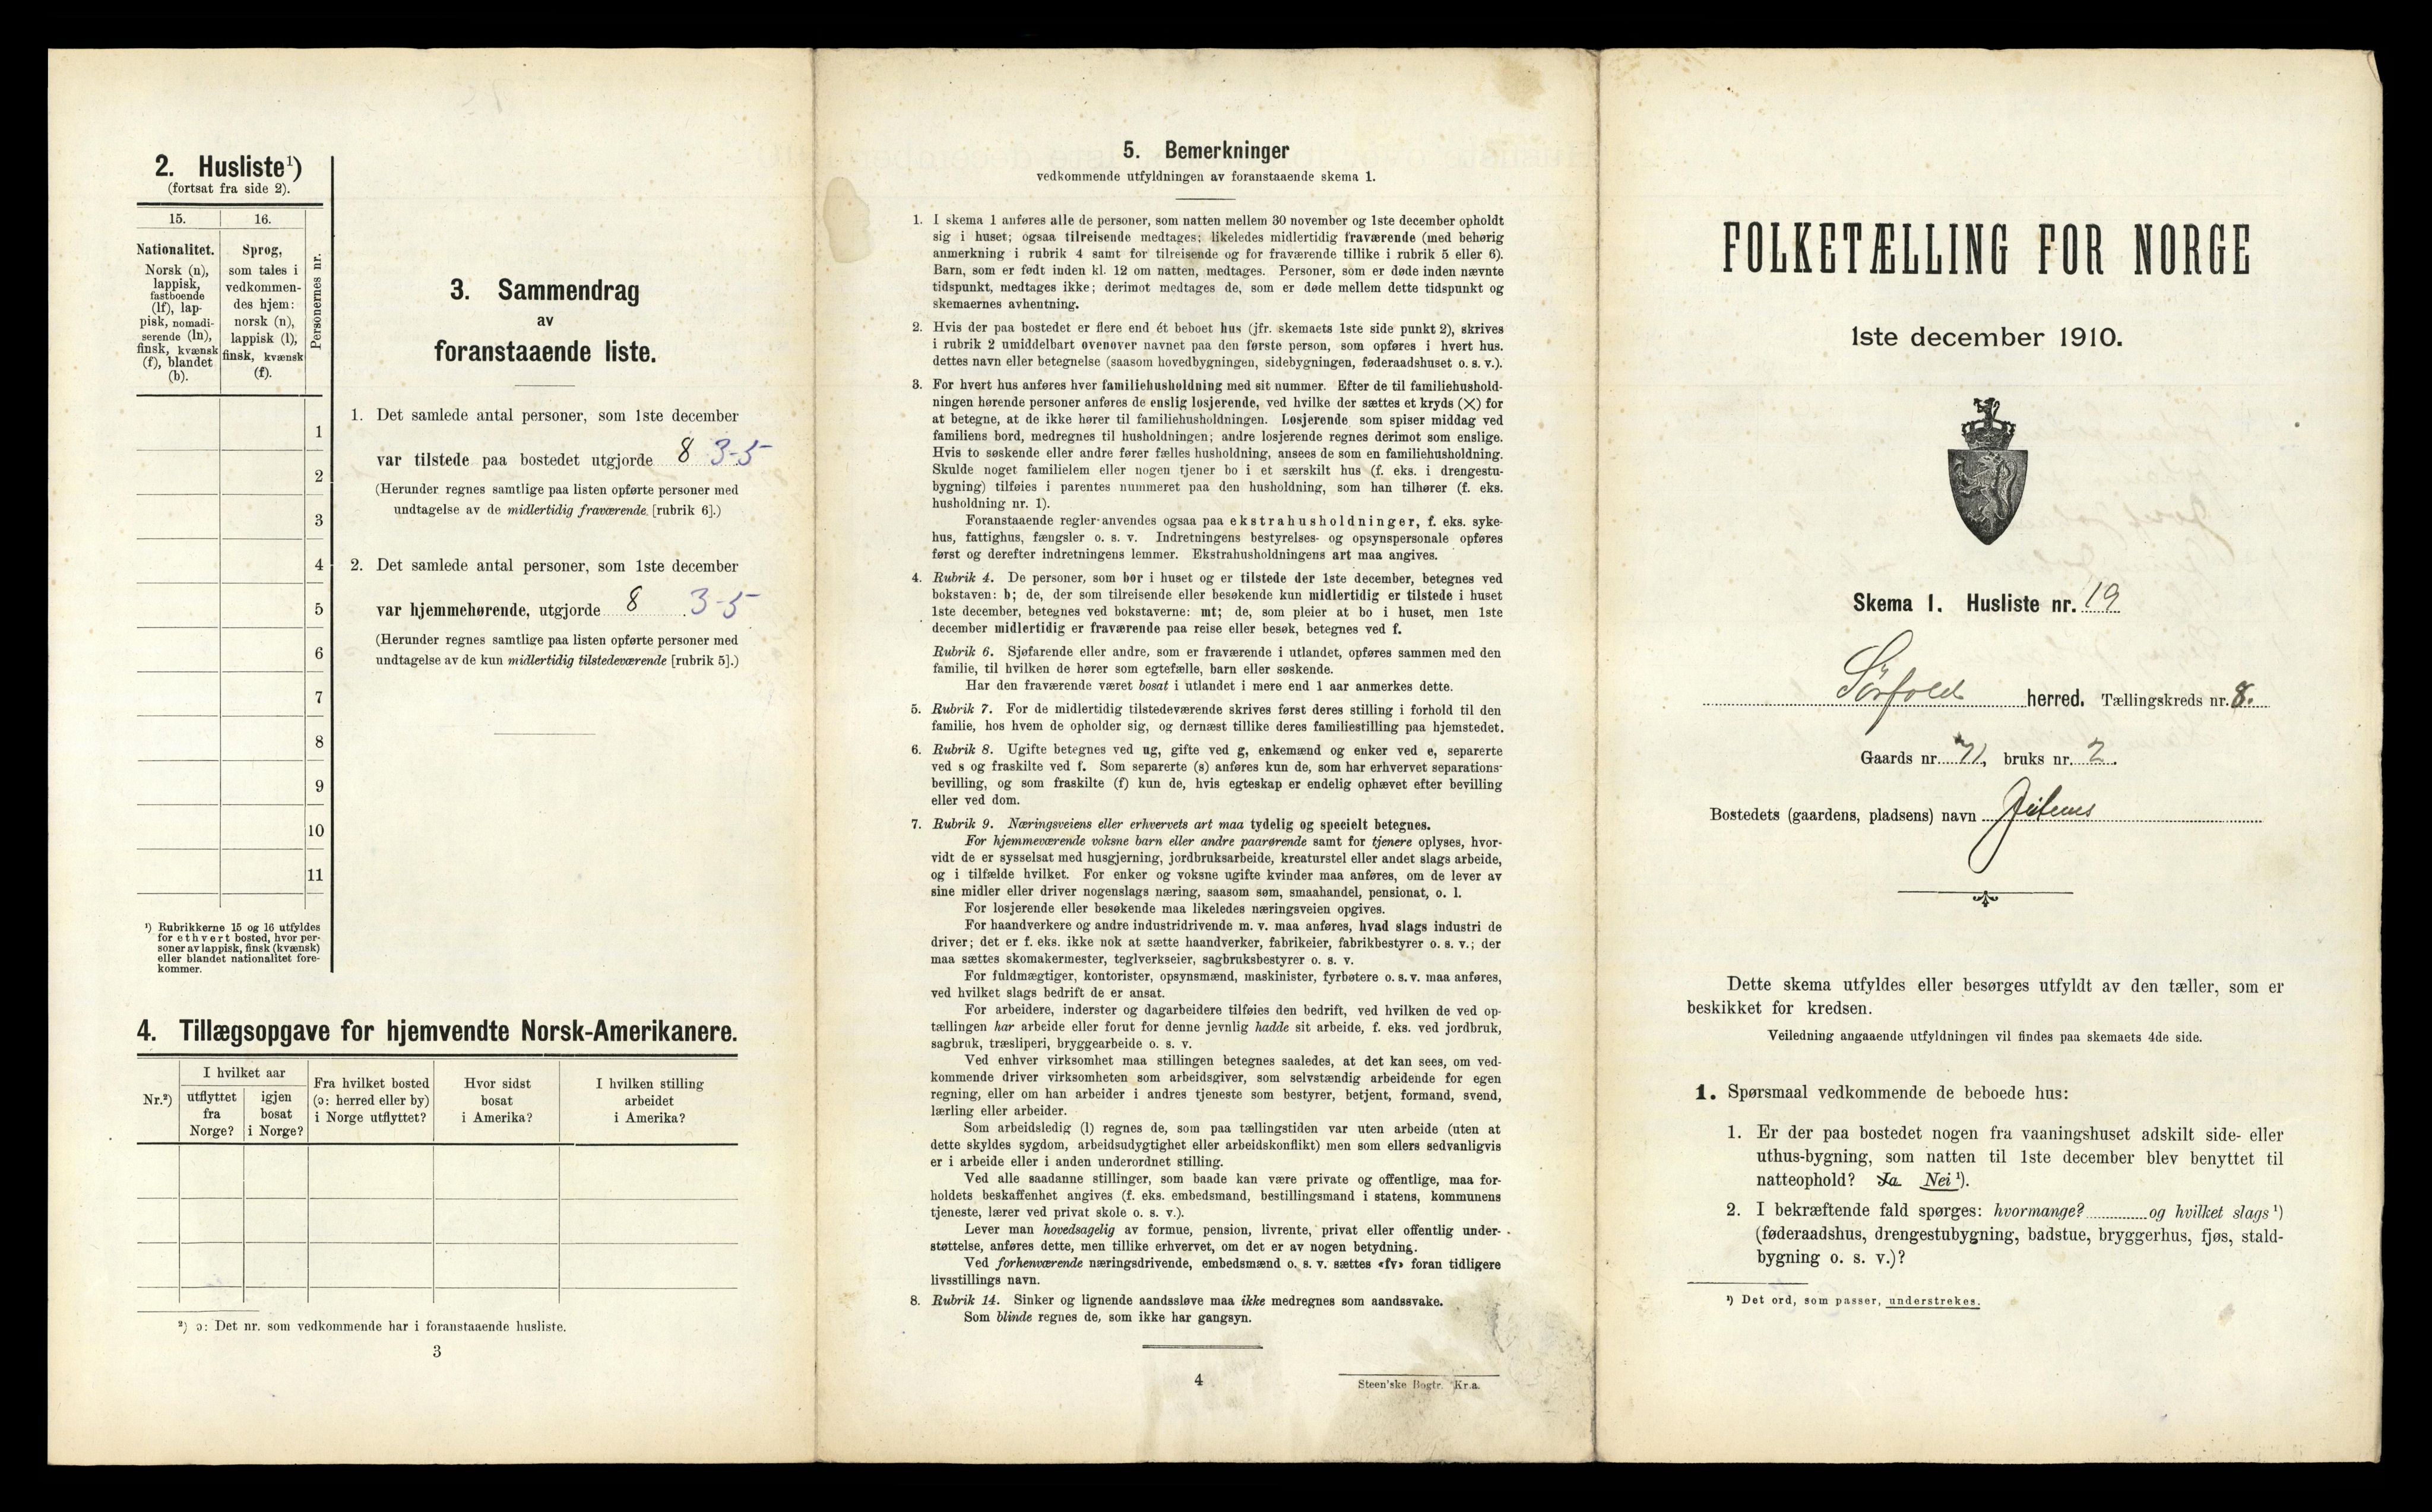 2. Husliste¹)
(fortsat fra side 2).
15. 16.
Personernes nr.
Nationalitet.
Norsk (n),
lappisk,
fastboende
(lf), lap-
pisk, nomadi-
serende (ln),
finsk, kvænsk
(f), blandet
(b).
Sprog,
som tales i
vedkommen-
des hjem:
norsk (n),
lappisk (l),
finsk, kvænsk
(f).
1
2
3
4
5
6
7
8
9
10
11
¹) Rubrikkerne 15 og 16 utfyldes
for ethvert bosted, hvor per-
soner av lappisk, finsk (kvænsk)
eller blandet nationalitet fore-
kommer.
3. Sammendrag
av
foranstaaende liste.
1. Det samlede antal personer, som 1ste december
var tilstede paa bostedet utgjorde 8 3-5
(Herunder regnes samtlige paa listen opførte personer med
undtagelse av de midlertidig fraværende [rubrik 6].)
2. Det samlede antal personer, som 1ste december
var hjemmehørende, utgjorde 8 3-5
(Herunder regnes samtlige paa listen opførte personer med
undtagelse av de kun midlertidig tilstedeværende [rubrik 5].)
4. Tillægsopgave for hjemvendte Norsk-Amerikanere.
Nr.²)
I hvilket aar
utflyttet
fra
Norge?
igjen
bosat
i Norge?
Fra hvilket bosted
(ɔ: herred eller by)
i Norge utflyttet?
Hvor sidst
bosat
i Amerika?
I hvilken stilling
arbeidet
i Amerika?
²) ɔ: Det nr. som vedkommende har i foranstaaende husliste.
3
5. Bemerkninger
vedkommende utfyldningen av foranstaaende skema 1.
1. I skema 1 anføres alle de personer, som natten mellem 30 november og 1ste december opholdt
sig i huset; ogsaa tilreisende medtages; likeledes midlertidig fraværende (med behørig
anmerkning i rubrik 4 samt for tilreisende og for fraværende tillike i rubrik 5 eller 6).
Barn, som er født inden kl. 12 om natten, medtages. Personer, som er døde inden nævnte
tidspunkt, medtages ikke; derimot medtages de, som er døde mellem dette tidspunkt og
skemaernes avhentning.
2. Hvis der paa bostedet er flere end ét beboet hus (jfr. skemaets 1ste side punkt 2), skrives
i rubrik 2 umiddelbart ovenover navnet paa den første person, som opføres i hvert hus.
dettes navn eller betegnelse (saasom hovedbygningen, sidebygningen, føderaadshuset o. s. v.).
3. For hvert hus anføres hver familiehusholdning med sit nummer. Efter de til familiehushold-
ningen hørende personer anføres de enslig losjerende, ved hvilke der sættes et kryds (×) for
at betegne, at de ikke hører til familiehusholdningen. Losjerende som spiser middag ved
familiens bord, medregnes til husholdningen; andre losjerende regnes derimot som enslige.
Hvis to søskende eller andre fører fælles husholdning, ansees de som en familiehusholdning.
Skulde noget familielem eller nogen tjener bo i et særskilt hus (f. eks. i drengestu-
bygning) tilføies i parentes nummeret paa den husholdning, som han tilhører (f. eks.
husholdning nr. 1).
Foranstaaende regler anvendes ogsaa paa ekstrahusholdninger, f. eks. syke-
hus, fattighus, fængsler o. s. v. Indretningens bestyrelses- og opsynspersonale opføres
først og derefter indretningens lemmer. Ekstrahusholdningens art maa angives.
4. Rubrik 4. De personer, som bor i huset og er tilstede der 1ste december, betegnes ved
bokstaven: b; de, der som tilreisende eller besøkende kun midlertidig er tilstede i huset
1ste december, betegnes ved bokstaverne: mt; de, som pleier at bo i huset, men 1ste
december midlertidig er fraværende paa reise eller besøk, betegnes ved f.
Rubrik 6. Sjøfarende eller andre, som er fraværende i utlandet, opføres sammen med den
familie, til hvilken de hører som egtefælle, barn eller søskende.
Har den fraværende været bosat i utlandet i mere end 1 aar anmerkes dette.
5. Rubrik 7. For de midlertidig tilstedeværende skrives først deres stilling i forhold til den
familie, hos hvem de opholder sig, og dernæst tillike deres familiestilling paa hjemstedet.
6. Rubrik 8. Ugifte betegnes ved ug, gifte ved g, enkemænd og enker ved e, separerte
ved s og fraskilte ved f. Som separerte (s) anføres kun de, som har erhvervet separations-
bevilling, og som fraskilte (f) kun de, hvis egteskap er endelig ophævet efter bevilling
eller ved dom.
7. Rubrik 9. Næringsveiens eller erhvervets art maa tydelig og specielt betegnes.
For hjemmeværende voksne barn eller andre paarørende samt for tjenere oplyses, hvor-
vidt de er sysselsat med husgjerning, jordbruksarbeide, kreaturstel eller andet slags arbeide,
og i tilfælde hvilket. For enker og voksne ugifte kvinder maa anføres, om de lever av
sine midler eller driver nogenslags næring, saasom søm, smaahandel, pensionat, o. l.
For losjerende eller besøkende maa likeledes næringsveien opgives.
For haandverkere og andre industridrivende m. v. maa anføres, hvad slags industri de
driver; det er f. eks. ikke nok at sætte haandverker, fabrikeier, fabrikbestyrer o. s. v.; der
maa sættes skomakermester, teglverkseier, sagbruksbestyrer o. s. v.
For fuldmægtiger, kontorister, opsynsmænd, maskinister, fyrbøtere o. s. v. maa anføres,
ved hvilket slags bedrift de er ansat.
For arbeidere, inderster og dagarbeidere tilføies den bedrift, ved hvilken de ved op-
tællingen har arbeide eller forut for denne jevnlig hadde sit arbeide, f. eks. ved jordbruk,
sagbruk, træsliperi, bryggearbeide o. s. v.
Ved enhver virksomhet maa stillingen betegnes saaledes, at det kan sees, om ved-
kommende driver virksomheten som arbeidsgiver, som selvstændig arbeidende for egen
regning, eller om han arbeider i andres tjeneste som bestyrer, betjent, formand, svend,
lærling eller arbeider.
Som arbeidsledig (l) regnes de, som paa tællingstiden var uten arbeide (uten at
dette skyldes sygdom, arbeidsudygtighet eller arbeidskonflikt) men som ellers sedvanligvis
er i arbeide eller i anden underordnet stilling.
Ved alle saadanne stillinger, som baade kan være private og offentlige, maa for-
holdets beskaffenhet angives (f. eks. embedsmand, bestillingsmand i statens, kommunens
tjeneste, lærer ved privat skole o. s. v.).
Lever man hovedsagelig av formue, pension, livrente, privat eller offentlig under-
støttelse, anføres dette, men tillike erhvervet, om det er av nogen betydning.
Ved forhenværende næringsdrivende, embedsmænd o. s. v. sættes «fv» foran tidligere
livsstillings navn.
8. Rubrik 14. Sinker og lignende aandssløve maa ikke medregnes som aandssvake.
Som blinde regnes de, som ikke har gangsyn.
4
Steen'ske Bogtr. Kr.a.
FOLKETÆLLING FOR NORGE
1ste december 1910.
Skema 1. Husliste nr. 19
Sørfold herred. Tællingskreds nr. 8.
Gaards nr. 71, bruks nr. 2.
Bostedets (gaardens, pladsens) navn
Dette skema utfyldes eller besørges utfyldt av den tæller, som er
beskikket for kredsen.
Veiledning angaaende utfyldningen vil findes paa skemaets 4de side.
1. Spørsmaal vedkommende de beboede hus:
1. Er der paa bostedet nogen fra vaaningshuset adskilt side- eller
uthus-bygning, som natten til 1ste december blev benyttet til
natteophold? Ja. Nei ¹).
2. I bekræftende fald spørges: hvormange? og hvilket slags ¹)
(føderaadshus, drengestubygning, badstue, bryggerhus, fjøs, stald-
bygning o. s. v.)?
¹) Det ord, som passer, understrekes.